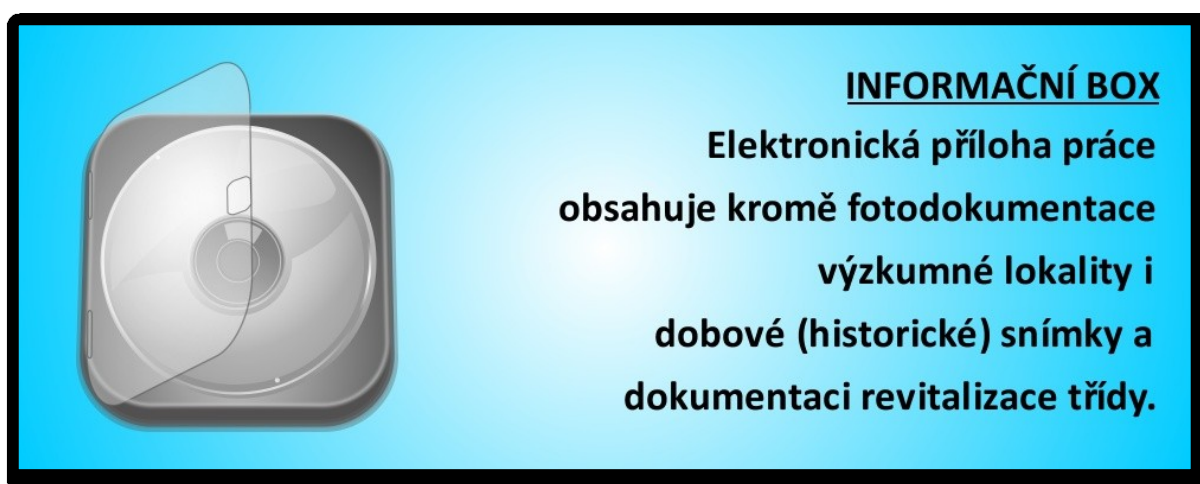 INFORMAČNÍ BOX
Elektronická příloha práce
obsahuje kromě fotodokumentace
výzkumné lokality i
dobové (historické) snímky a
dokumentaci revitalizace třídy.